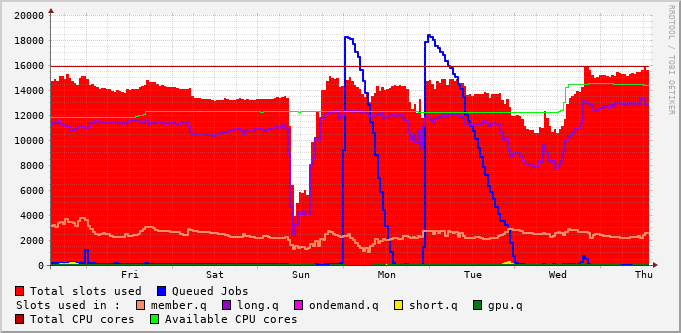 20000
18000
16000
14000
12000
10000
8000
6000
4000
2000
0
Fri Sat Sun Mon Tue Wed Thu
RRDTOOL / TOBI OETIKER
Total slots used Queued Jobs
Slots used in : member.q long.q ondemand.q short.q gpu.q
Total CPU cores Available CPU cores